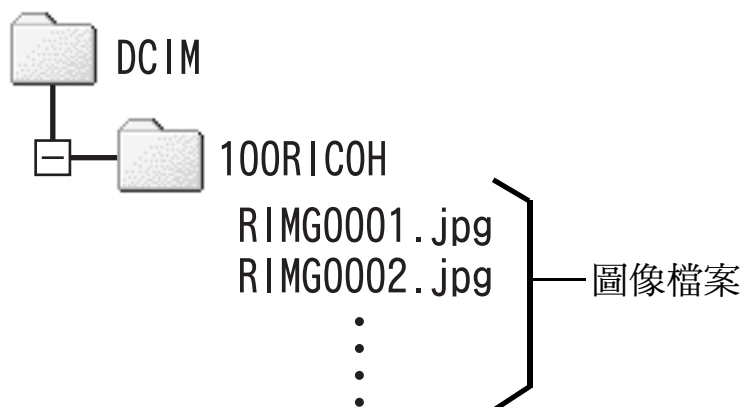 DCIM
100RICOH
RIMG0001.jpg
RIMG0002.jpg
圖像檔案